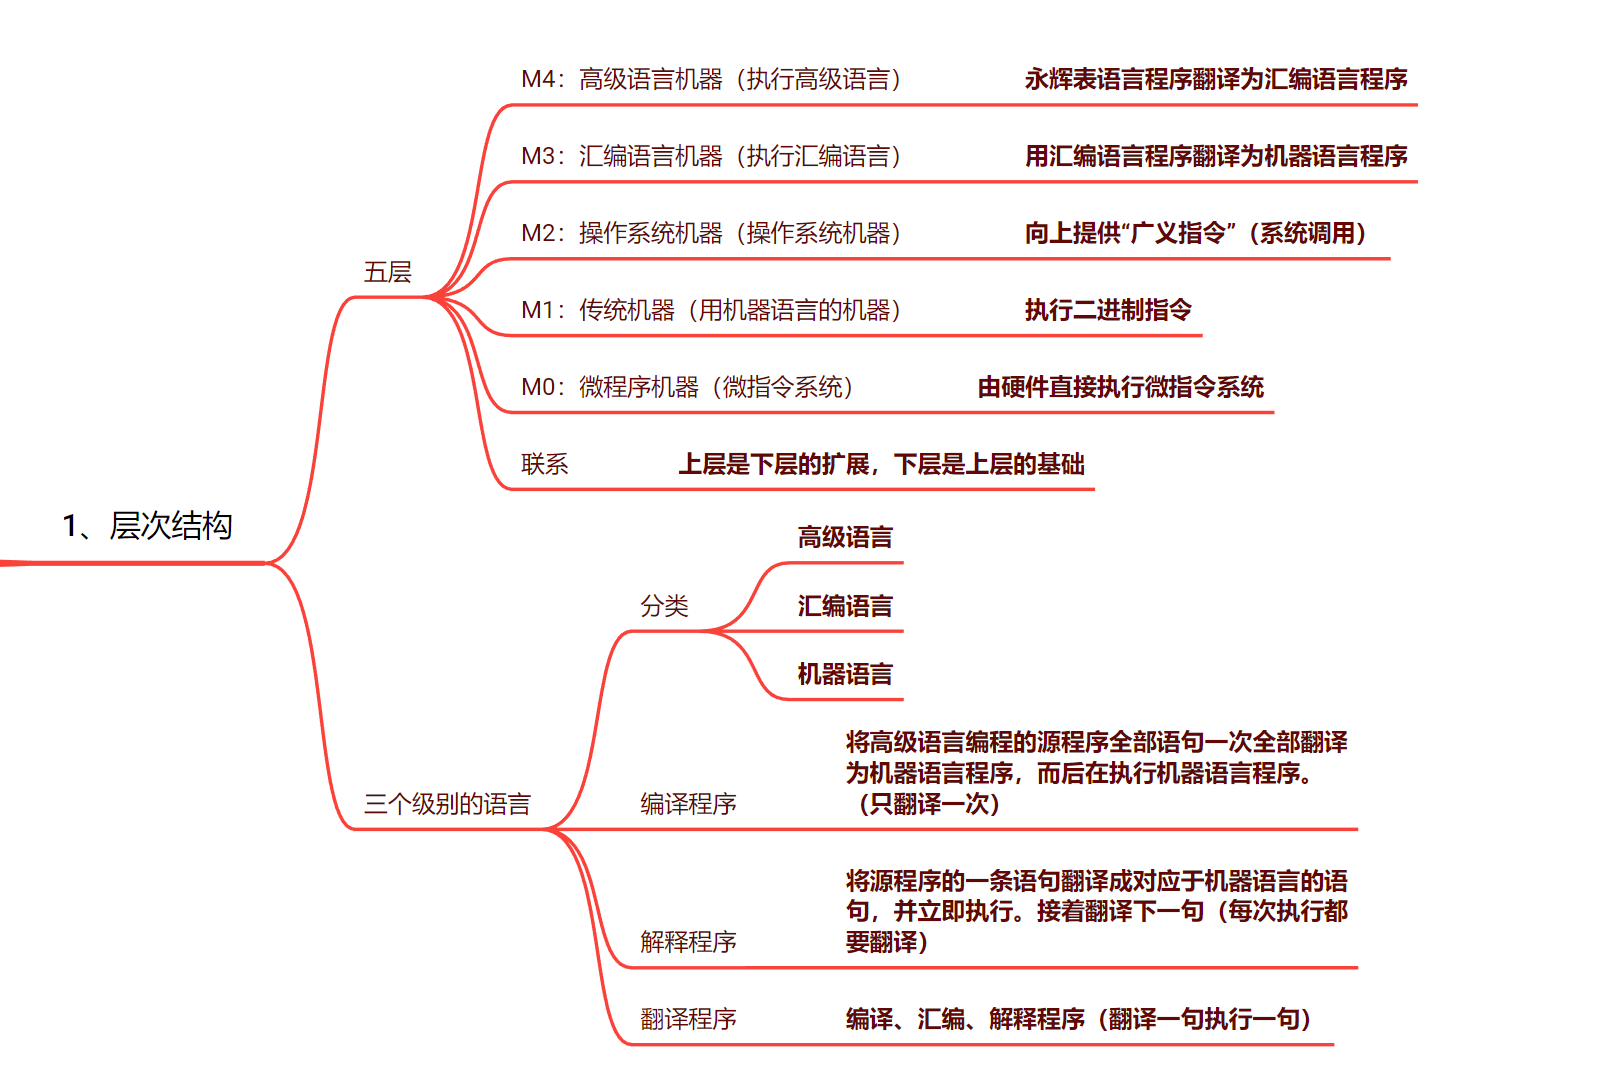 M4：高级语言机器（执行高级语言） 永辉表语言程序翻译为汇编语言程序
M3：汇编语言机器（执行汇编语言） 用汇编语言程序翻译为机器语言程序
M2：操作系统机器（操作系统机器） 向上提供“广义指令”（系统调用）
五层
M1：传统机器（用机器语言的机器） 执行二进制指令
M0：微程序机器（微指令系统） 由硬件直接执行微指令系统
联系 上层是下层的扩展，下层是上层的基础
1、层次结构
高级语言
分类
汇编语言
机器语言
将高级语言编程的源程序全部语句一次全部翻译
为机器语言程序，而后在执行机器语言程序。
（只翻译一次）
编译程序
三个级别的语言
将源程序的一条语句翻译成对应于机器语言的语
句，并立即执行。接着翻译下一句（每次执行都
要翻译）
解释程序
翻译程序 编译、汇编、解释程序（翻译一句执行一句）